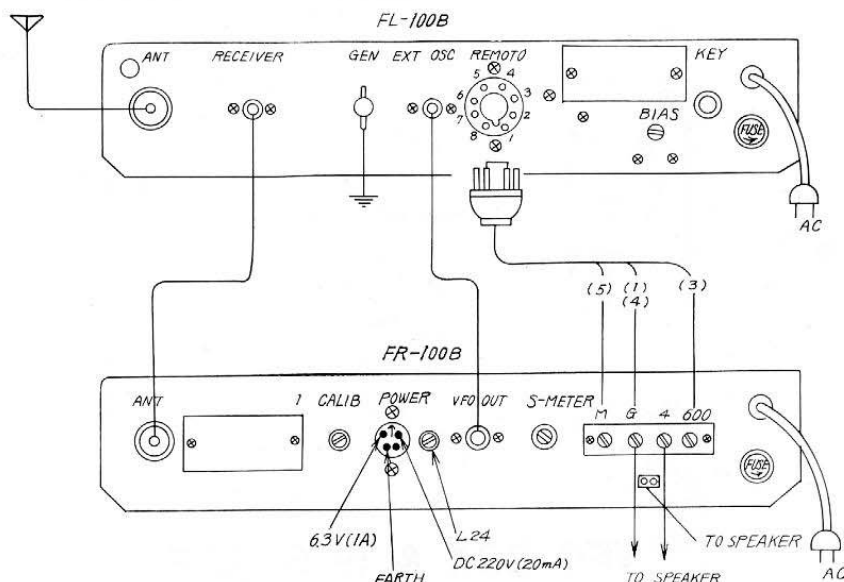 FL-100B
ANT RECEIVER GEN EXT OSC REMOTO KEY
5 4
6 3
7 2
8 1
BIAS
FUSE
AC
(5) (1) (3)
(4)
FR-100B
ANT 1 CALIB POWER VFO OUT S-METER M G 4 600
FUSE
6.3V(1A) L24 TO SPEAKER
DC 220V (20mA)
EARTH TO SPEAKER AC